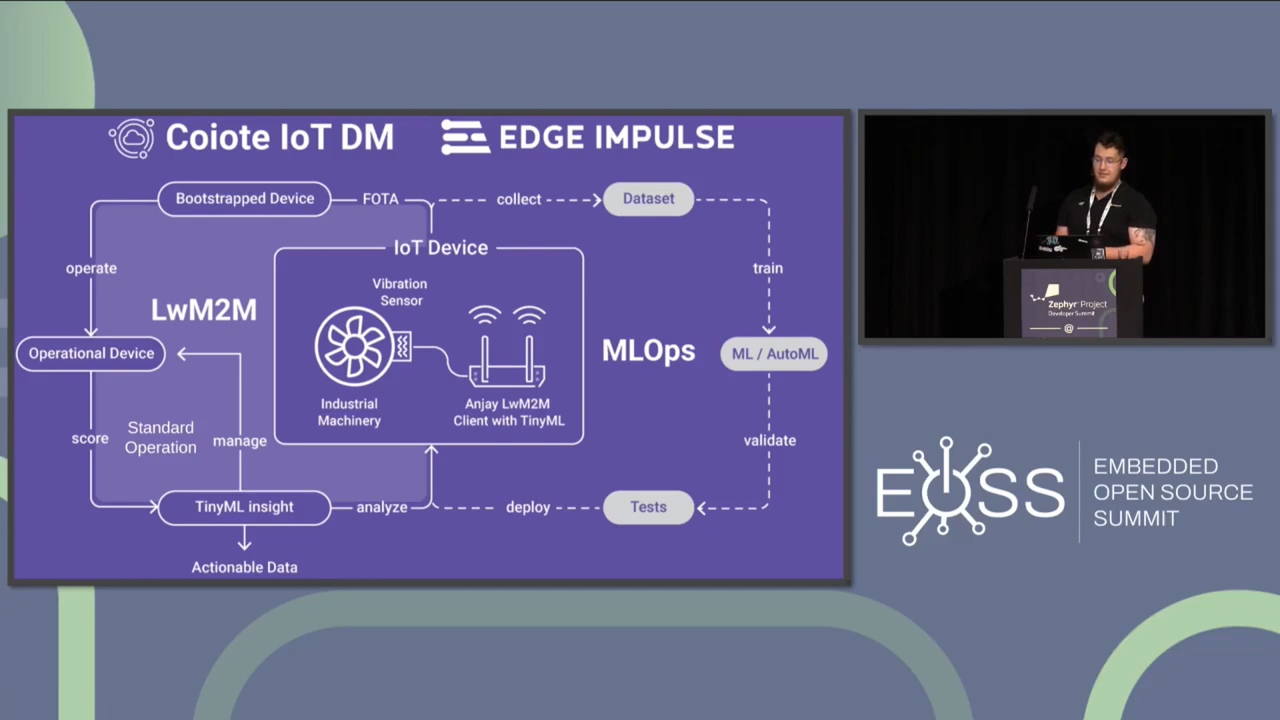 Coiote IoT DM
EDGE IMPULSE
Bootstrapped Device
FOTA
collect
Dataset
IoT Device
operate
train
Vibration
Sensor
LwM2M
MLOps
Operational Device
ML / AutoML
Industrial
Machinery
Anjay LwM2M
Client with TinyML
score
Standard
Operation
manage
validate
TinyML insight
analyze
deploy
Tests
Actionable Data
Zephyr Project
Developer Summit
EOSS
EMBEDDED
OPEN SOURCE
SUMMIT